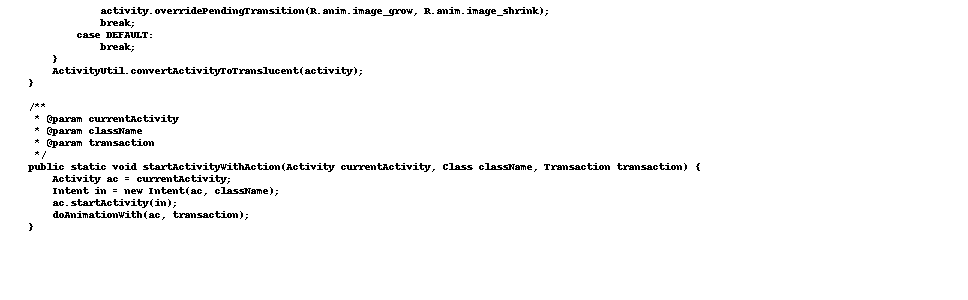 activity.overridePendingTransition(R.anim.image_grow, R.anim.image_shrink);
break;
case DEFAULT:
break;
}
ActivityUtil.convertActivityToTranslucent(activity);
}
/**
* @param currentActivity
* @param className
* @param transaction
*/
public static void startActivityWithAction(Activity currentActivity, Class className, Transaction transaction) {
Activity ac = currentActivity;
Intent in = new Intent(ac, className);
ac.startActivity(in);
doAnimationWith(ac, transaction);
}